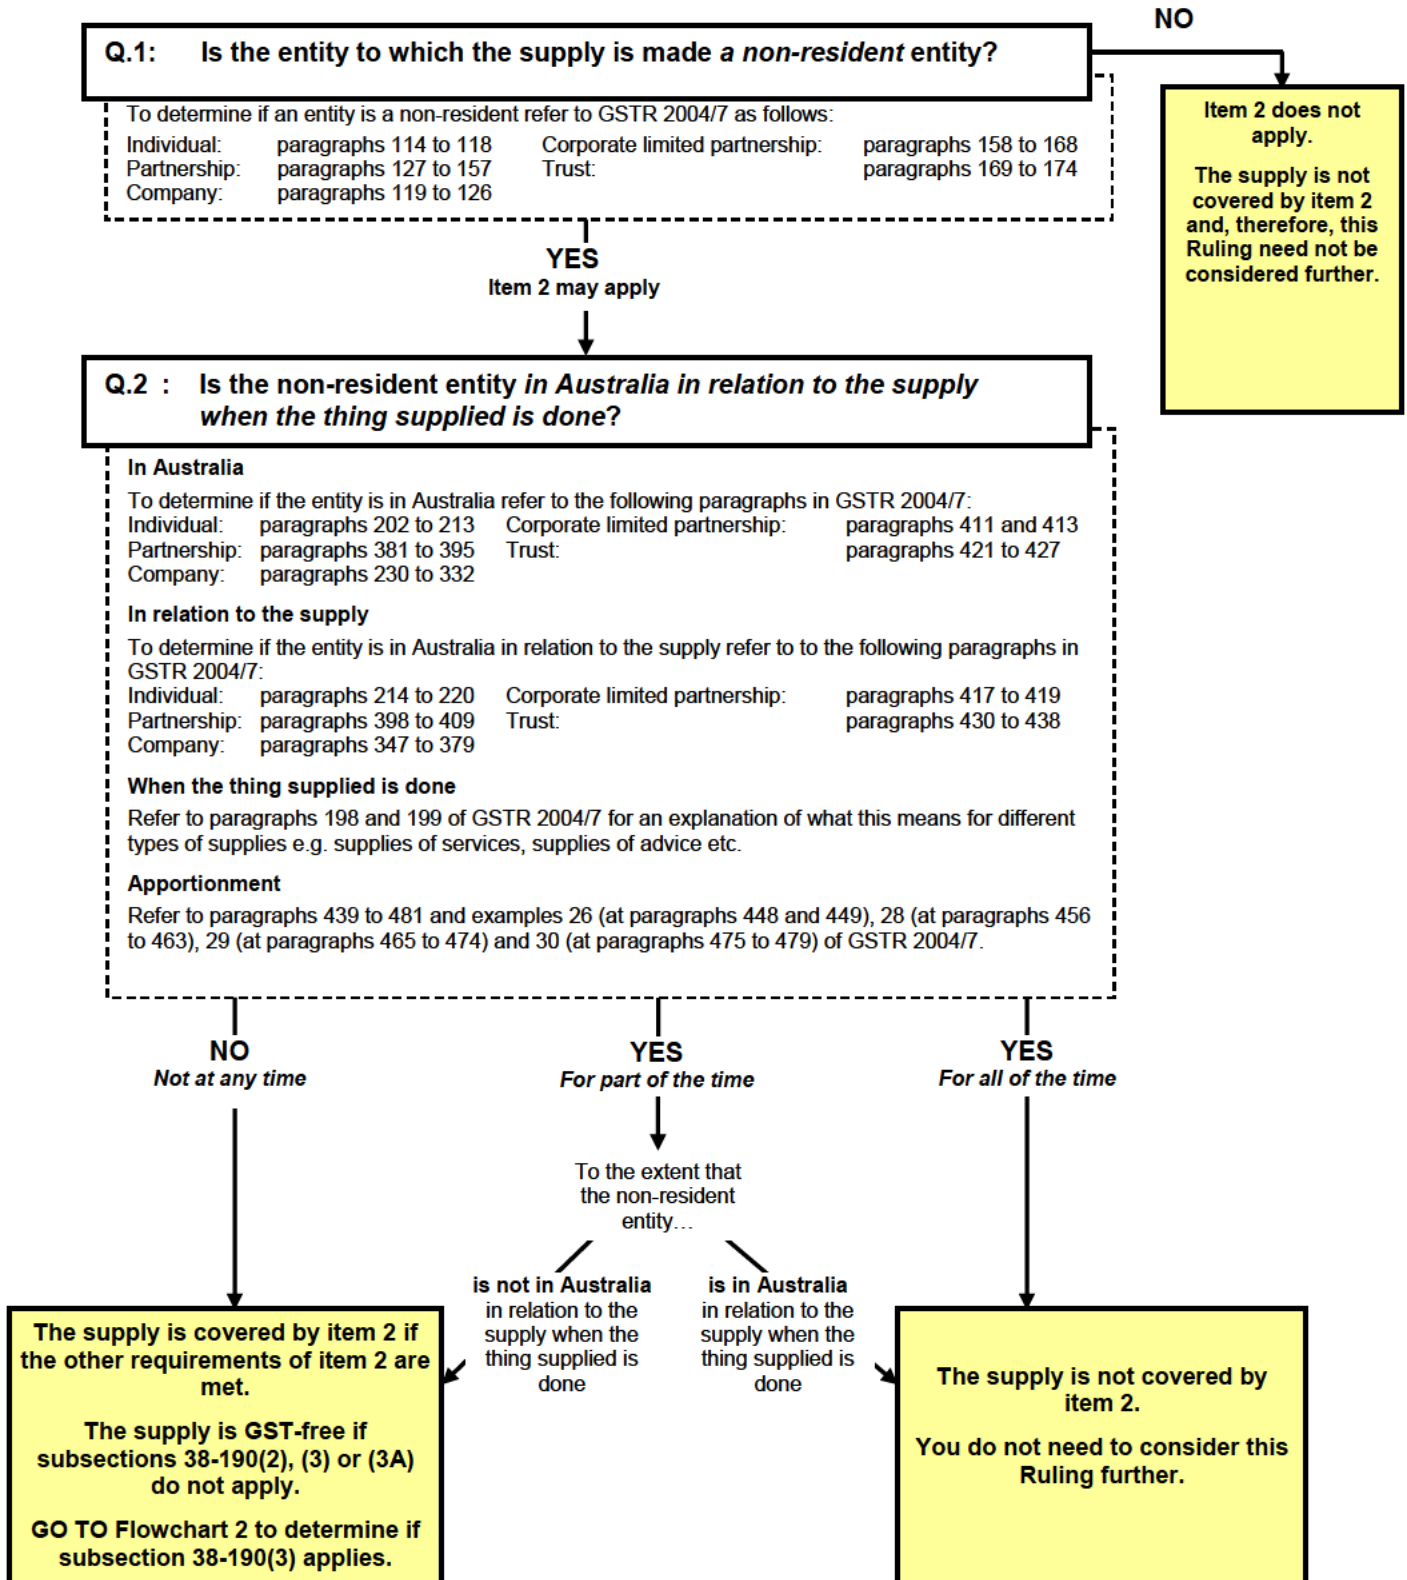 NO
Q.1: Is the entity to which the supply is made a non-resident entity?
To determine if an entity is a non-resident refer to GSTR 2004/7 as follows:
Individual: paragraphs 114 to 118 Corporate limited partnership: paragraphs 158 to 168
Partnership: paragraphs 127 to 157 Trust: paragraphs 169 to 174
Company: paragraphs 119 to 126
Item 2 does not
apply.
The supply is not
covered by item 2
and, therefore, this
Ruling need not be
considered further.
YES
Item 2 may apply
Q.2 : Is the non-resident entity in Australia in relation to the supply
when the thing supplied is done?
In Australia
To determine if the entity is in Australia refer to the following paragraphs in GSTR 2004/7:
Individual: paragraphs 202 to 213 Corporate limited partnership: paragraphs 411 and 413
Partnership: paragraphs 381 to 395 Trust: paragraphs 421 to 427
Company: paragraphs 230 to 332
In relation to the supply
To determine if the entity is in Australia in relation to the supply refer to to the following paragraphs in
GSTR 2004/7:
Individual: paragraphs 214 to 220 Corporate limited partnership: paragraphs 417 to 419
Partnership: paragraphs 398 to 409 Trust: paragraphs 430 to 438
Company: paragraphs 347 to 379
When the thing supplied is done
Refer to paragraphs 198 and 199 of GSTR 2004/7 for an explanation of what this means for different
types of supplies e.g. supplies of services, supplies of advice etc.
Apportionment
Refer to paragraphs 439 to 481 and examples 26 (at paragraphs 448 and 449), 28 (at paragraphs 456
to 463), 29 (at paragraphs 465 to 474) and 30 (at paragraphs 475 to 479) of GSTR 2004/7.
NO
Not at any time
YES
For part of the time
YES
For all of the time
To the extent that
the non-resident
entity…
is not in Australia
in relation to the
supply when the
thing supplied is
done
is in Australia
in relation to the
supply when the
thing supplied is
done
The supply is covered by item 2 if
the other requirements of item 2 are
met.
The supply is GST-free if
subsections 38-190(2), (3) or (3A)
do not apply.
GO TO Flowchart 2 to determine if
subsection 38-190(3) applies.
The supply is not covered by
item 2.
You do not need to consider this
Ruling further.